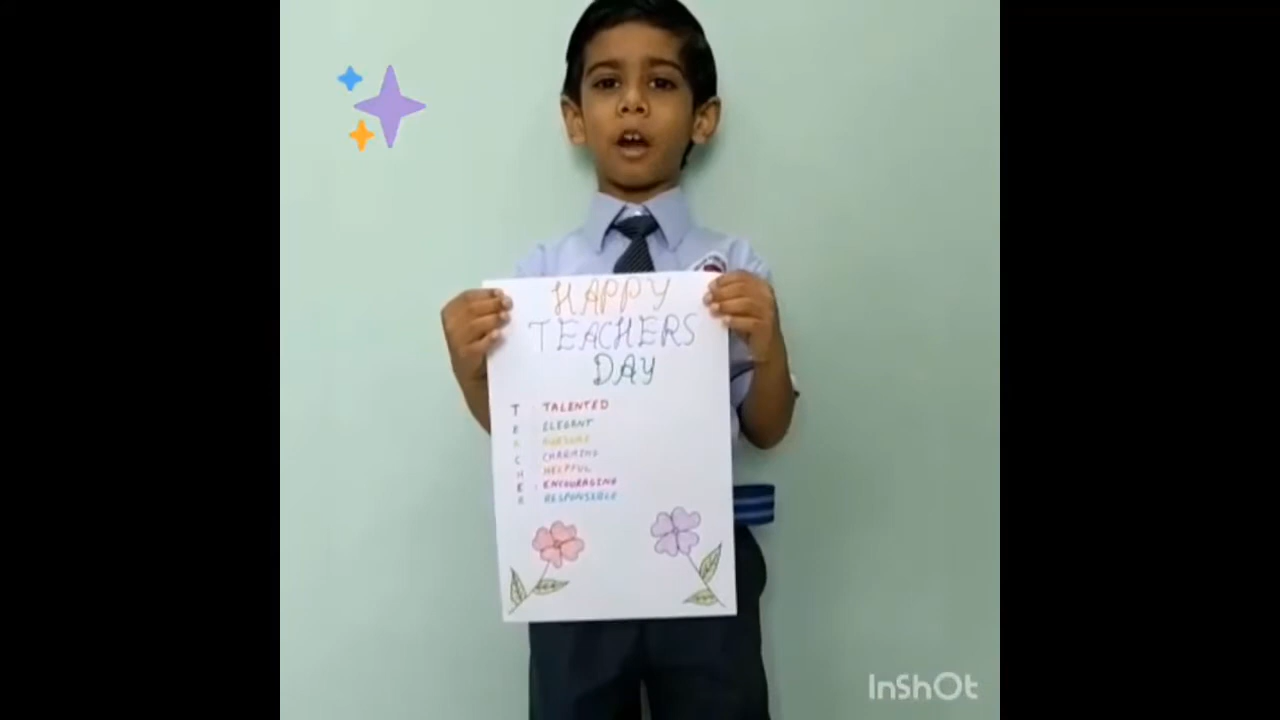 HAPPY
TEACHERS
DAY
T : TALENTED
E : ELEGANT
A
C : CHARMING
H : HELPFUL
E : ENCOURAGING
R : RESPONSIBLE
InShOt